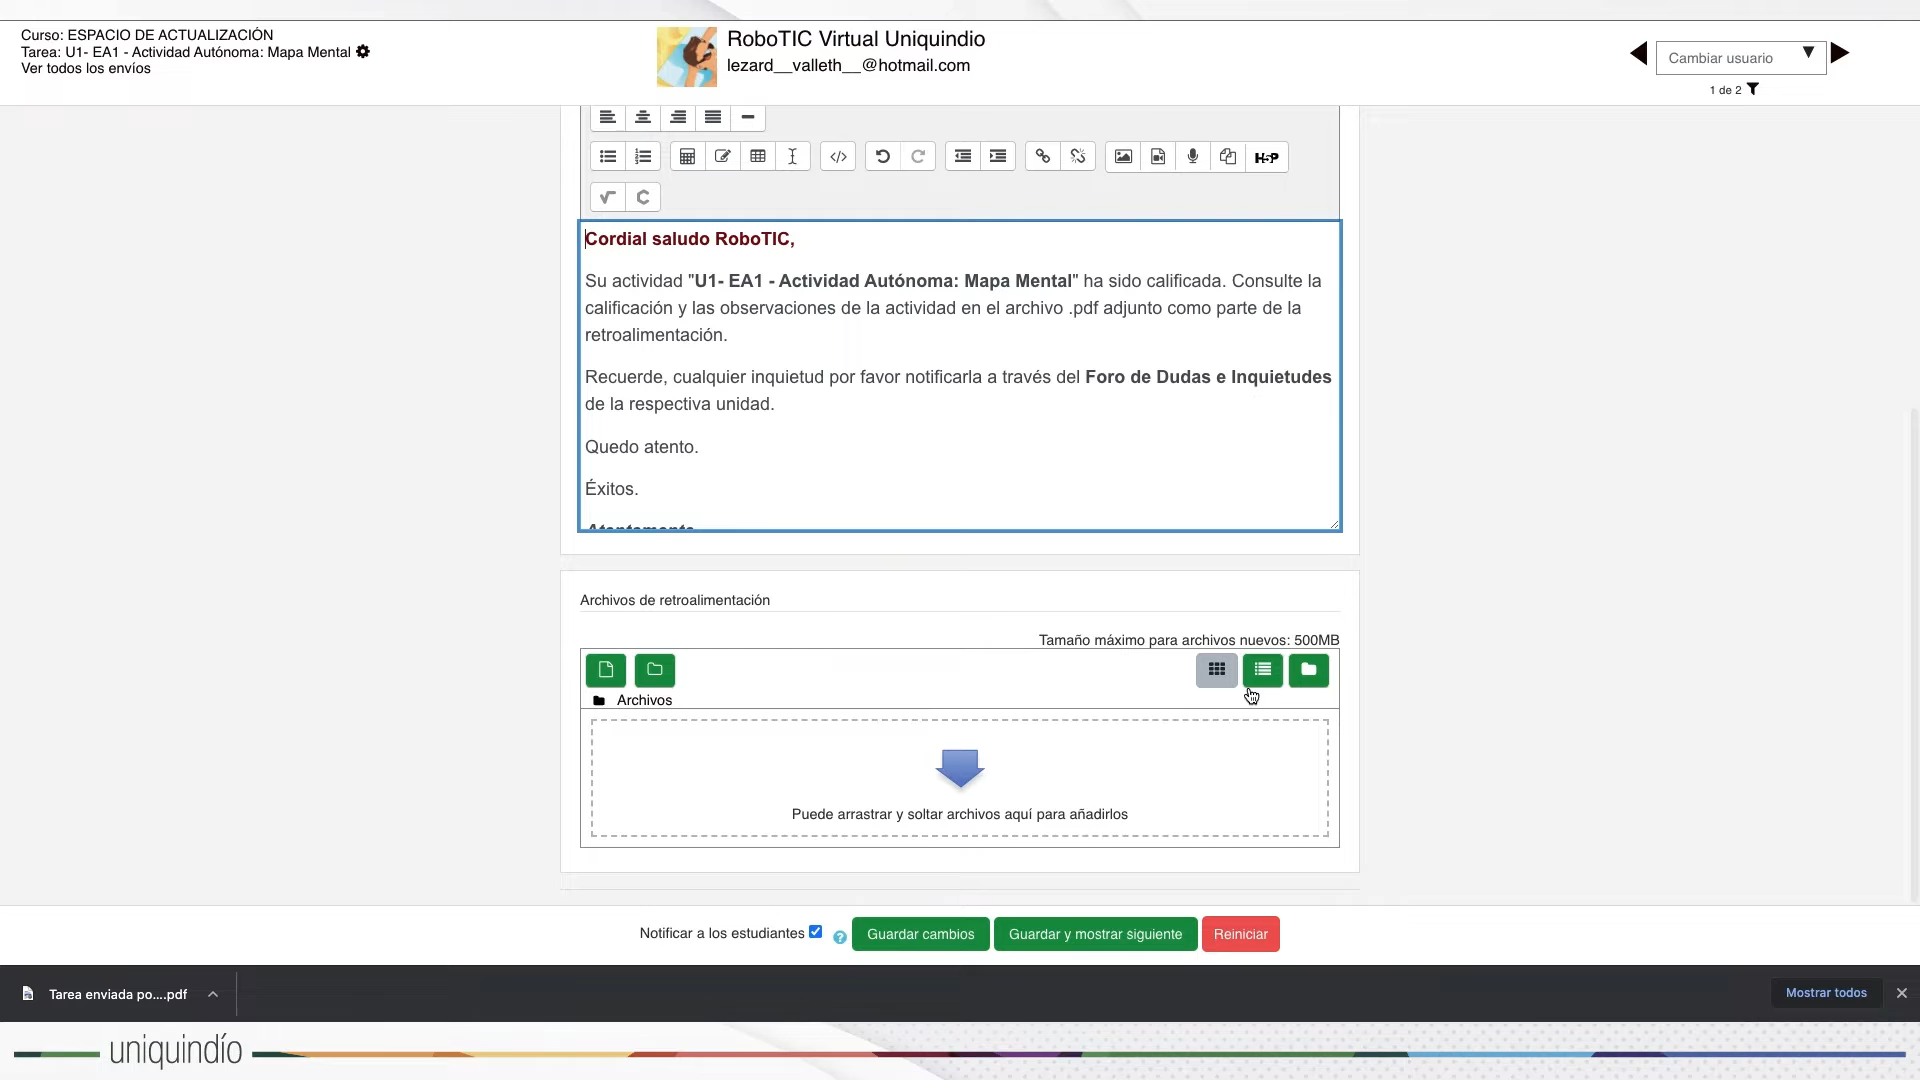 Curso: ESPACIO DE ACTUALIZACIÓN
Tarea: U1- EA1 - Actividad Autónoma: Mapa Mental
Ver todos los envíos
RoboTIC Virtual Uniquindio
lezard__valleth__@hotmail.com
Cambiar usuario
1 de 2
H-P
Cordial saludo RoboTIC,
Su actividad "U1- EA1 - Actividad Autónoma: Mapa Mental" ha sido calificada. Consulte la
calificación y las observaciones de la actividad en el archivo .pdf adjunto como parte de la
retroalimentación.
Recuerde, cualquier inquietud por favor notificarla a través del Foro de Dudas e Inquietudes
de la respectiva unidad.
Quedo atento.
Éxitos.
Atentamente
Archivos de retroalimentación
Tamaño máximo para archivos nuevos: 500MB
Archivos
Puede arrastrar y soltar archivos aquí para añadirlos
Notificar a los estudiantes
Guardar cambios
Guardar y mostrar siguiente
Reiniciar
Tarea enviada po....pdf
Mostrar todos
uniquindío